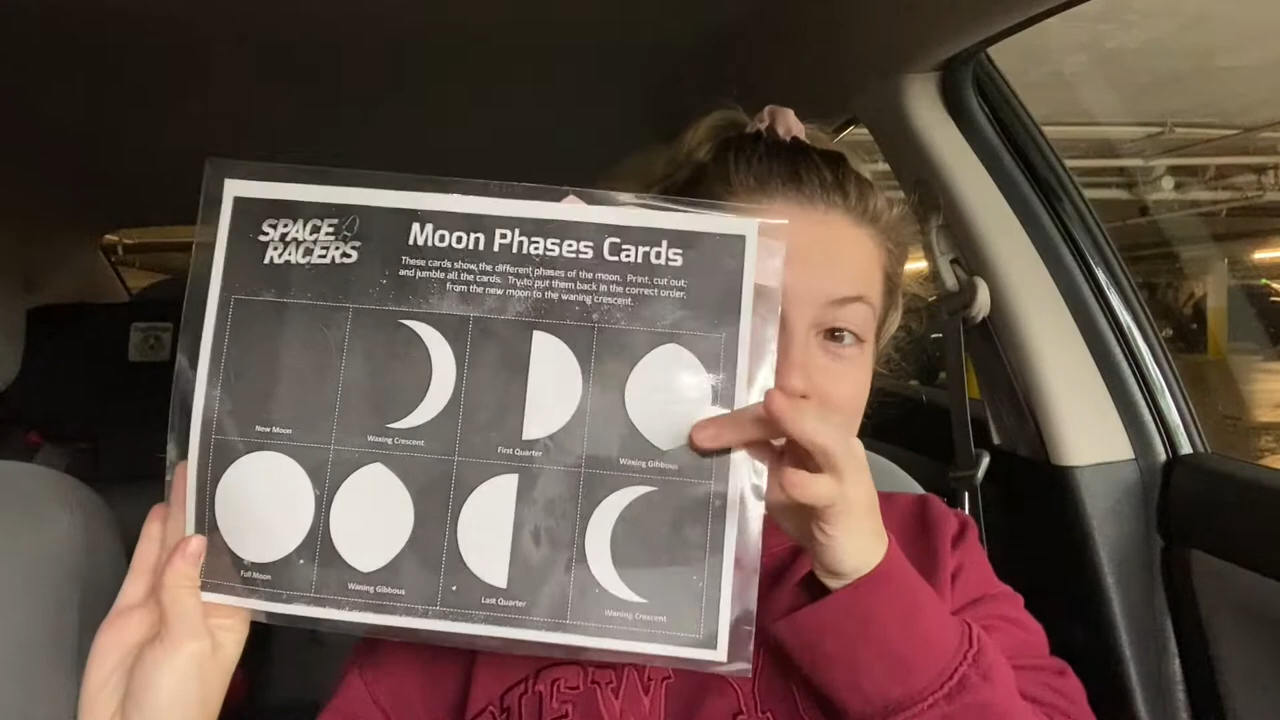 SPACE
RACERS
Moon Phases Cards
These cards show the different phases of the moon. Print, cut out,
and jumble all the cards. Try to put them back in the correct order,
from the new moon to the waning crescent.
New Moon
Waxing Crescent
First Quarter
Waxing Gibbous
Full Moon
Waning Gibbous
Last Quarter
Waning Crescent
NEW